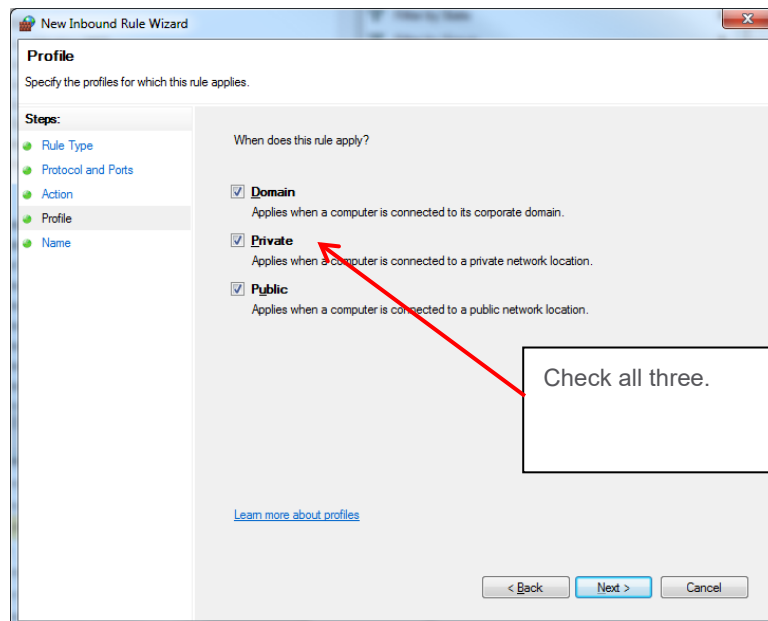 New Inbound Rule Wizard
Profile
Specify the profiles for which this rule applies.
Steps:
Rule Type
Protocol and Ports
Action
Profile
Name
When does this rule apply?
Domain
Applies when a computer is connected to its corporate domain.
Private
Applies when a computer is connected to a private network location.
Public
Applies when a computer is connected to a public network location.
Check all three.
Learn more about profiles
< Back
Next >
Cancel